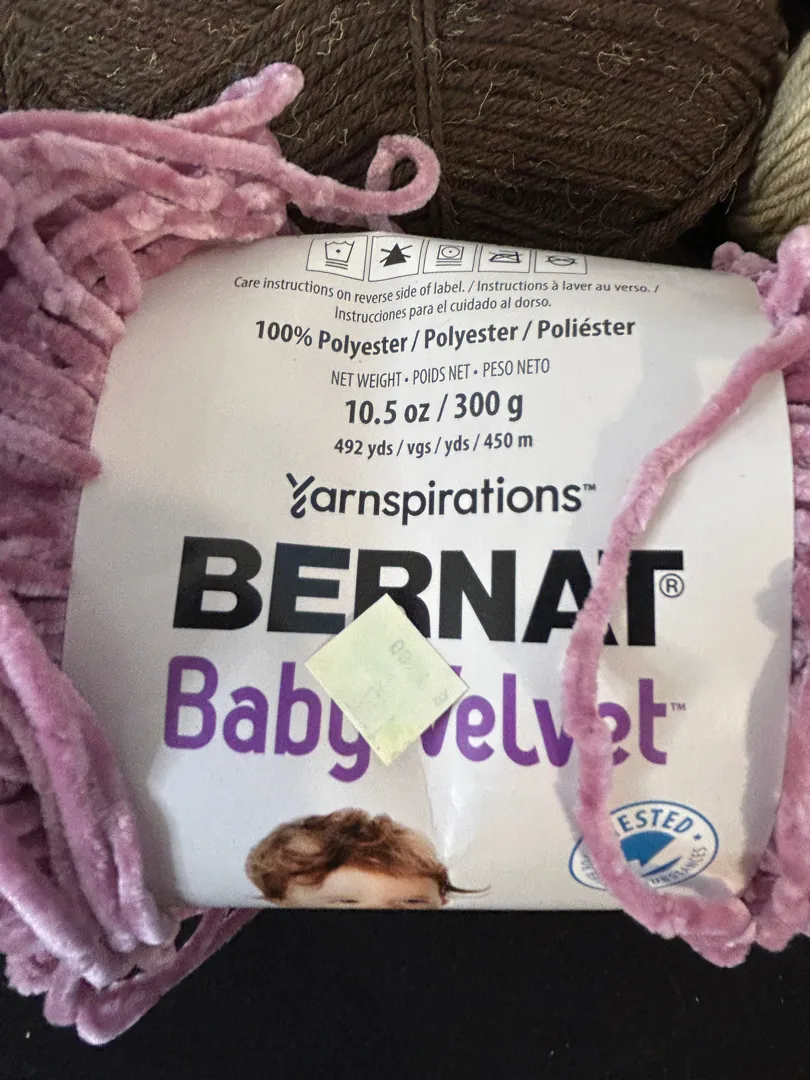 Care instructions on reverse side of label. / Instructions à laver au verso. /
Instrucciones para el cuidado al dorso.
100% Polyester / Polyester / Poliéster
NET WEIGHT • POIDS NET • PESO NETO
10.5 oz / 300 g
492 yds / vgs / yds / 450 m
Yarnspirations™
BERNAT®
Baby Velvet™